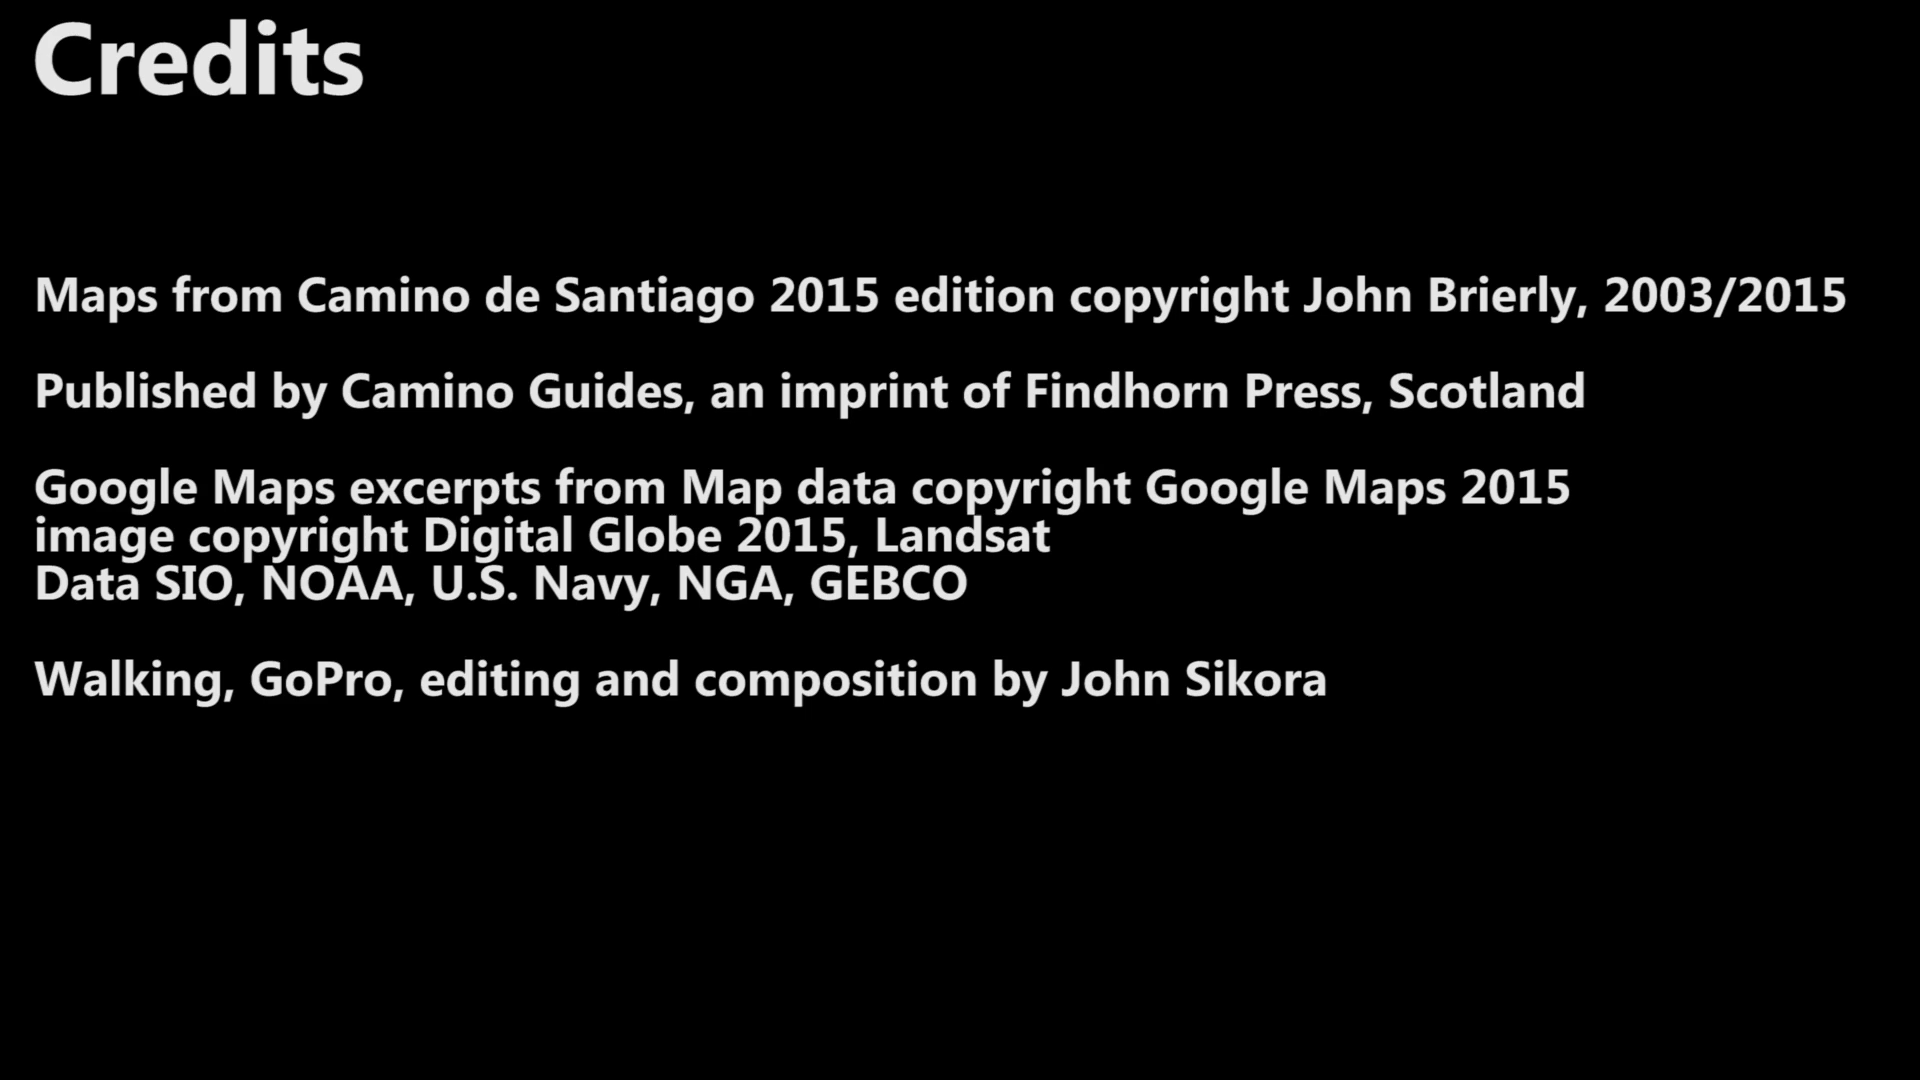 Credits
Maps from Camino de Santiago 2015 edition copyright John Brierly, 2003/2015
Published by Camino Guides, an imprint of Findhorn Press, Scotland
Google Maps excerpts from Map data copyright Google Maps 2015
image copyright Digital Globe 2015, Landsat
Data SIO, NOAA, U.S. Navy, NGA, GEBCO
Walking, GoPro, editing and composition by John Sikora